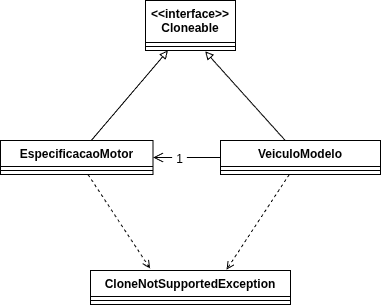 <<interface>>
Cloneable
EspecificacaoMotor
1
VeiculoModelo
CloneNotSupportedException